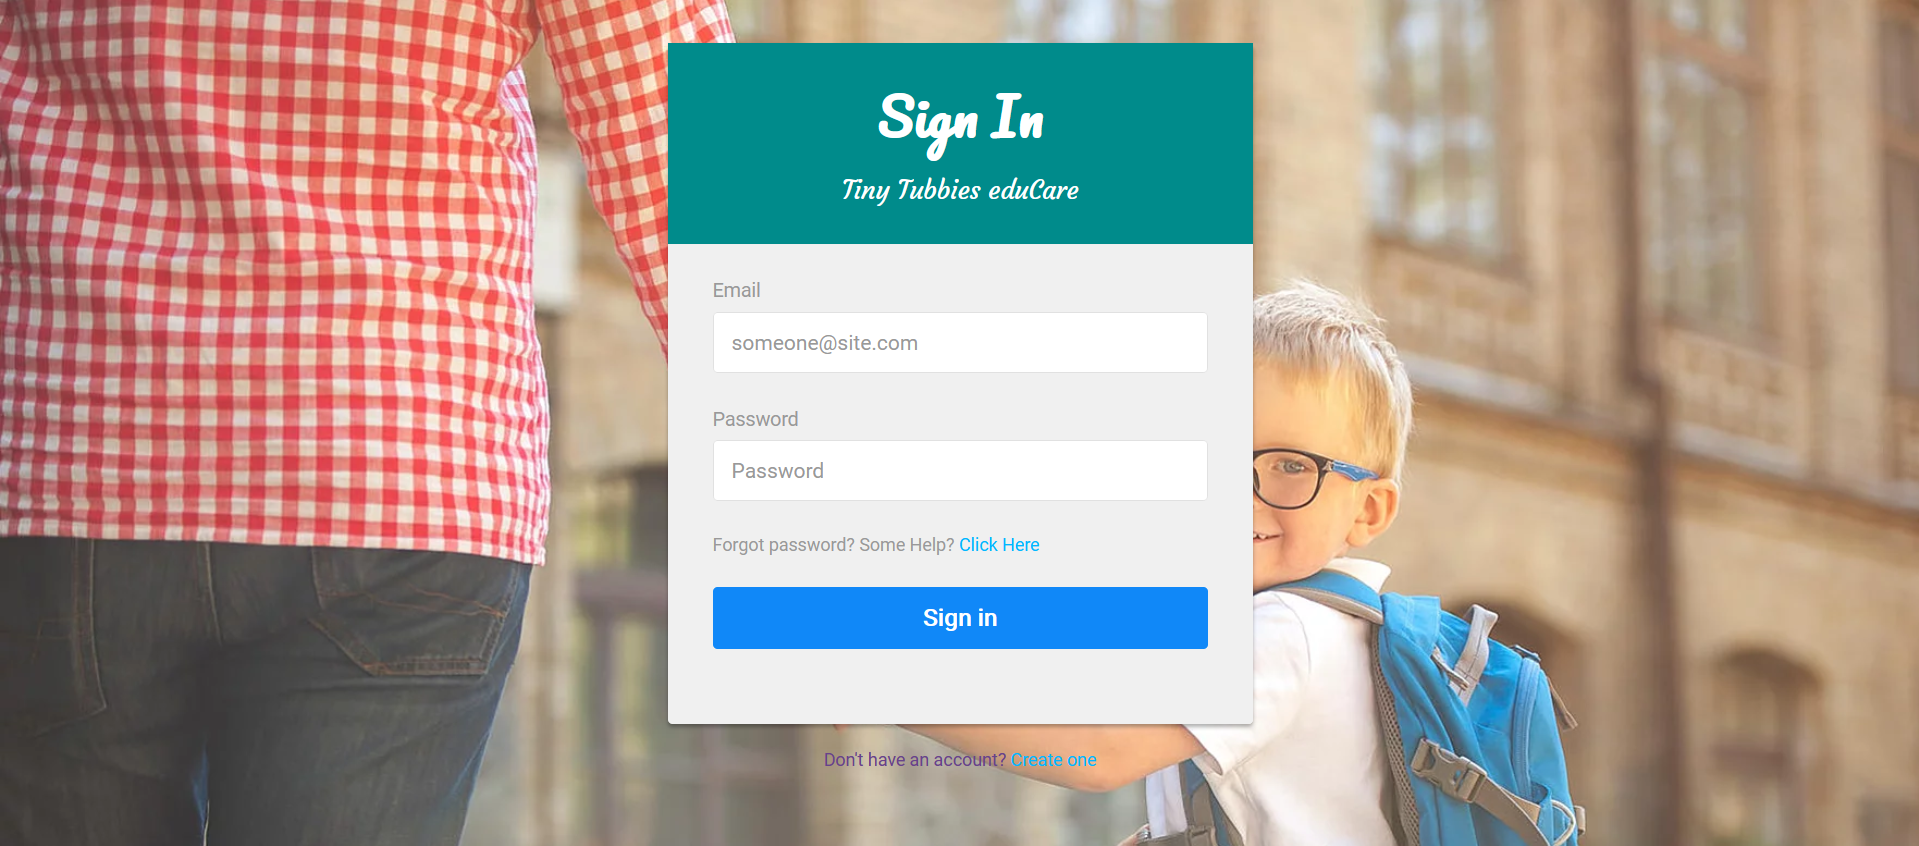 Sign In
Tiny Tubbies eduCare
Email
someone@site.com
Password
Password
Forgot password? Some Help? Click Here
Sign in
Don't have an account? Create one